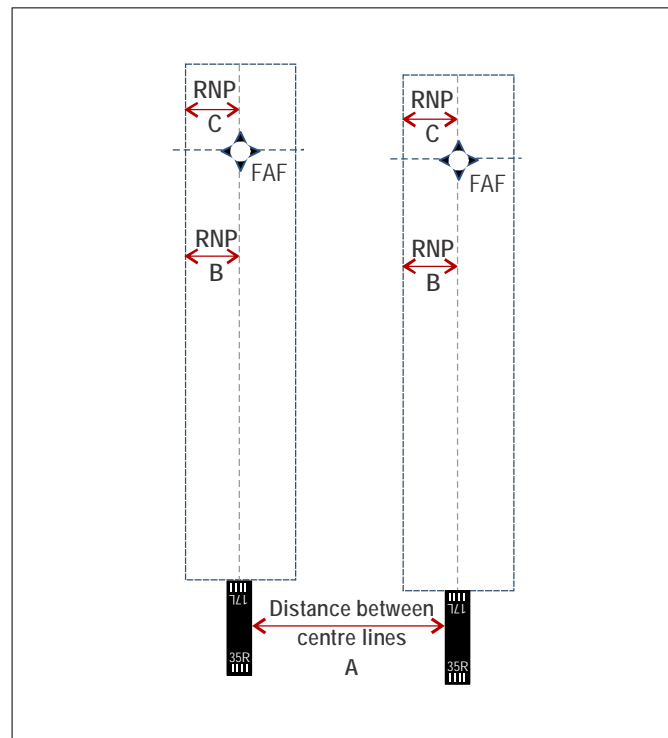 RNP
C
RNP
C
FAF
FAF
RNP
B
RNP
B
17L
17L
Distance between
centre lines
A
35R
35R